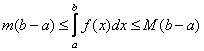 m(b−a) ≤ ∫_a^b f(x)dx ≤ M(b−a)